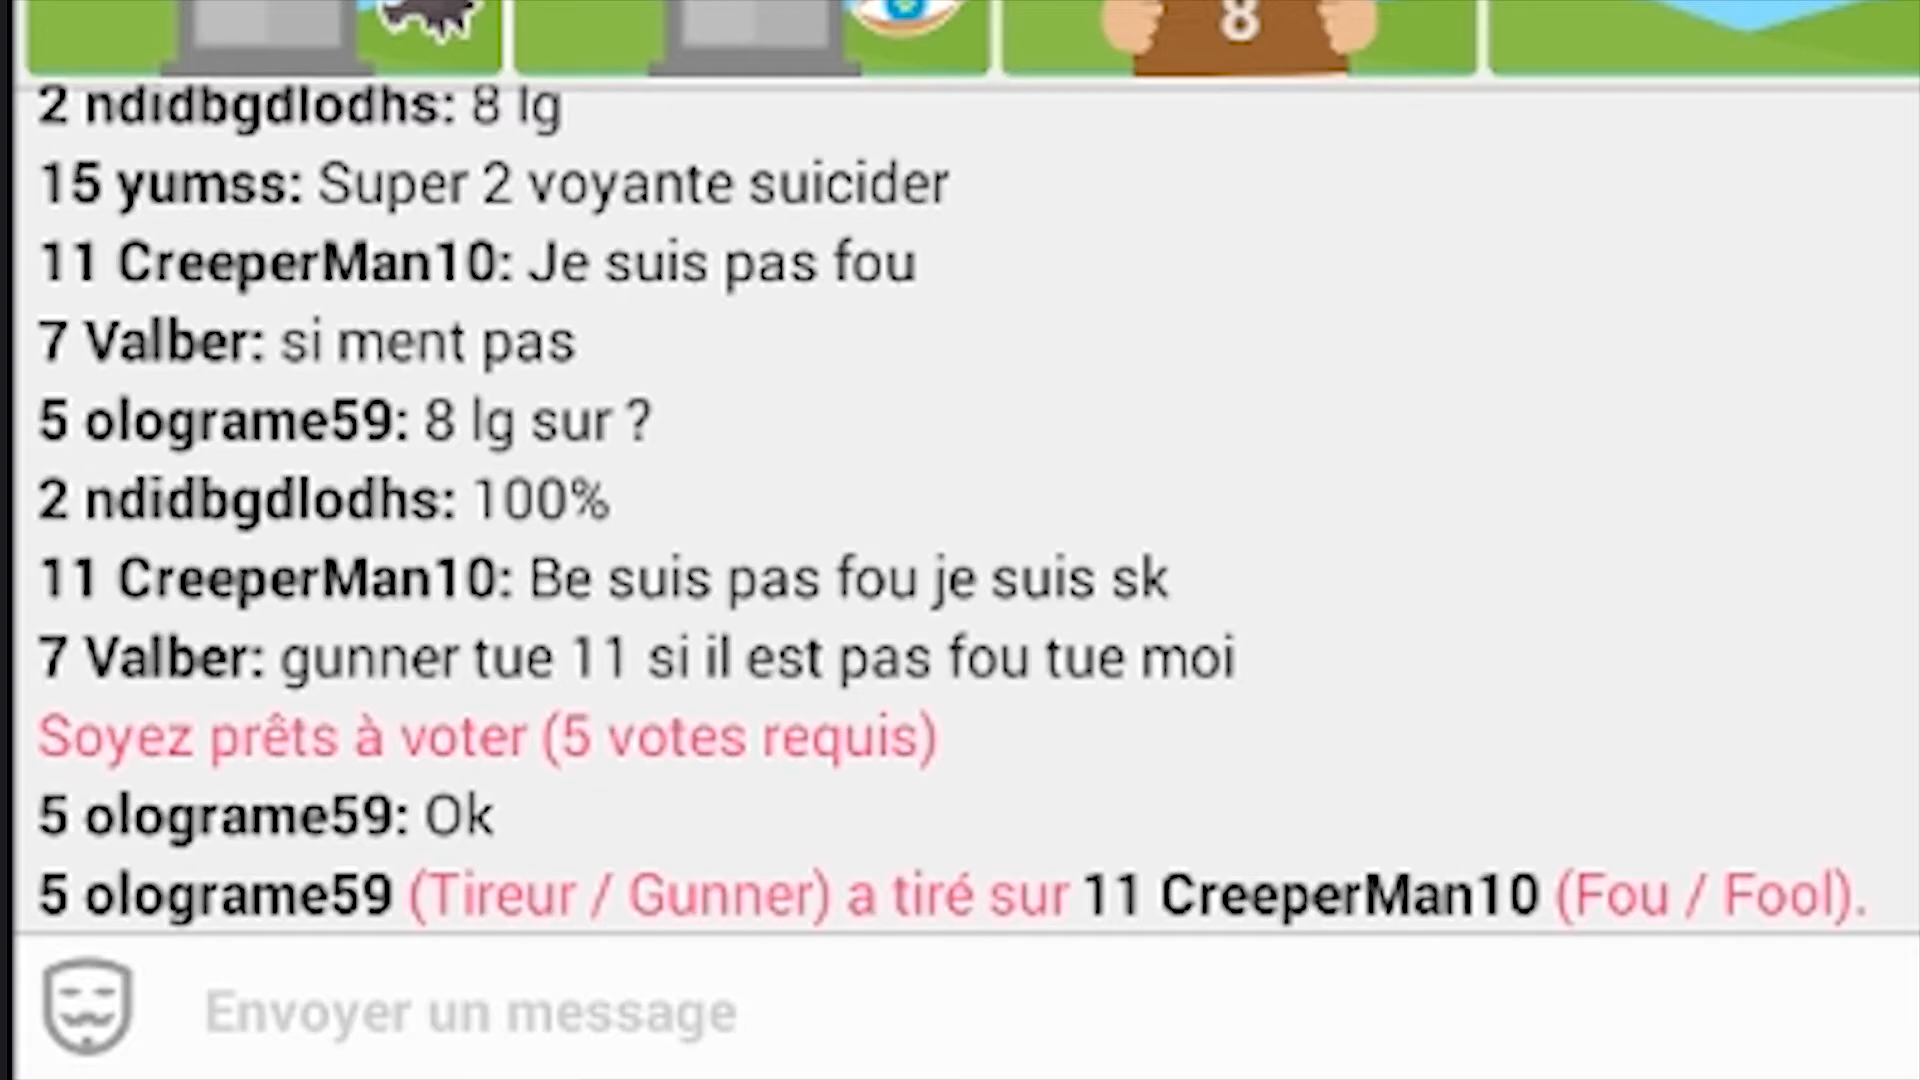 8
2 ndidbgdlodhs: 8 lg
15 yumss: Super 2 voyante suicider
11 CreeperMan10: Je suis pas fou
7 Valber: si ment pas
5 olograme59: 8 lg sur ?
2 ndidbgdlodhs: 100%
11 CreeperMan10: Be suis pas fou je suis sk
7 Valber: gunner tue 11 si il est pas fou tue moi
Soyez prêts à voter (5 votes requis)
5 olograme59: Ok
5 olograme59 (Tireur / Gunner) a tiré sur 11 CreeperMan10 (Fou / Fool).
Envoyer un message